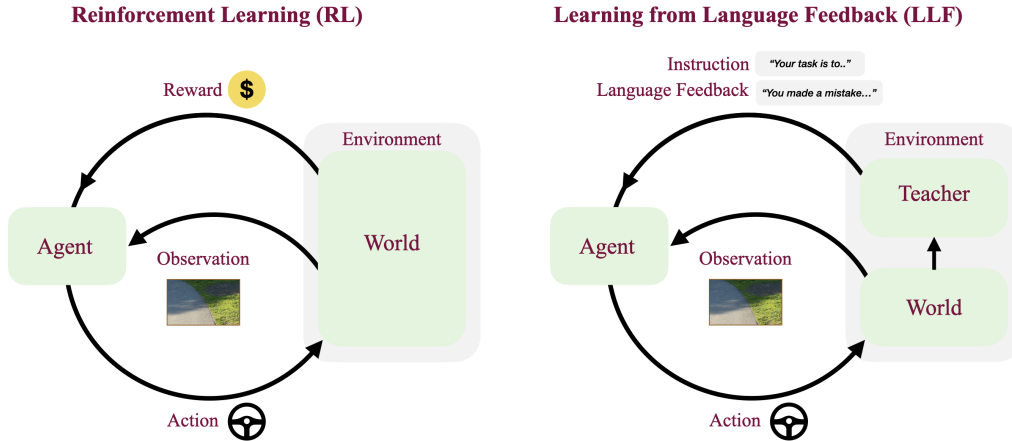 Reinforcement Learning (RL)
Reward
$
Environment
World
Agent
Observation
Action
Learning from Language Feedback (LLF)
Instruction
“Your task is to..”
Language Feedback
“You made a mistake…”
Environment
Teacher
Agent
Observation
World
Action